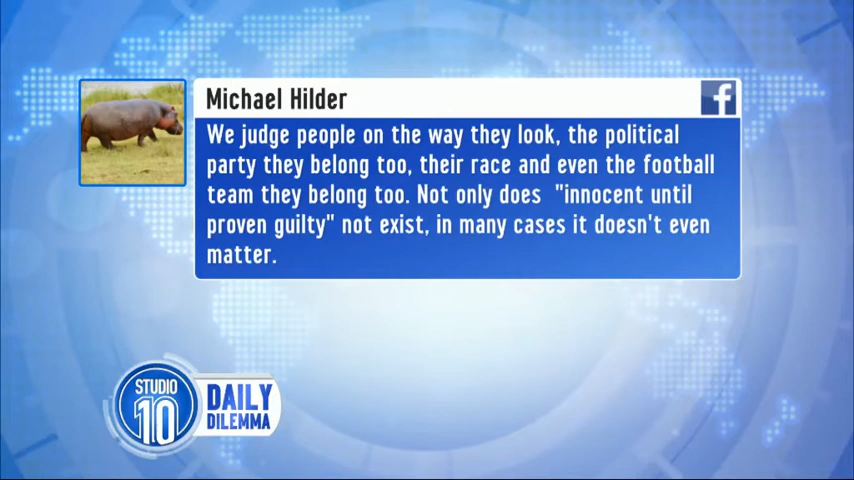 Michael Hilder
f
We judge people on the way they look, the political
party they belong too, their race and even the football
team they belong too. Not only does "innocent until
proven guilty" not exist, in many cases it doesn't even
matter.
STUDIO
10
DAILY
DILEMMA